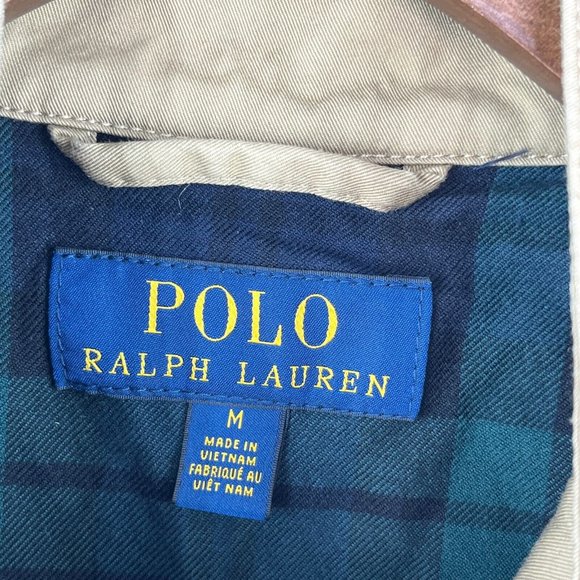 POLO
RALPH LAUREN
M
MADE IN
VIETNAM
FABRIQUÉ AU
VIÊT NAM